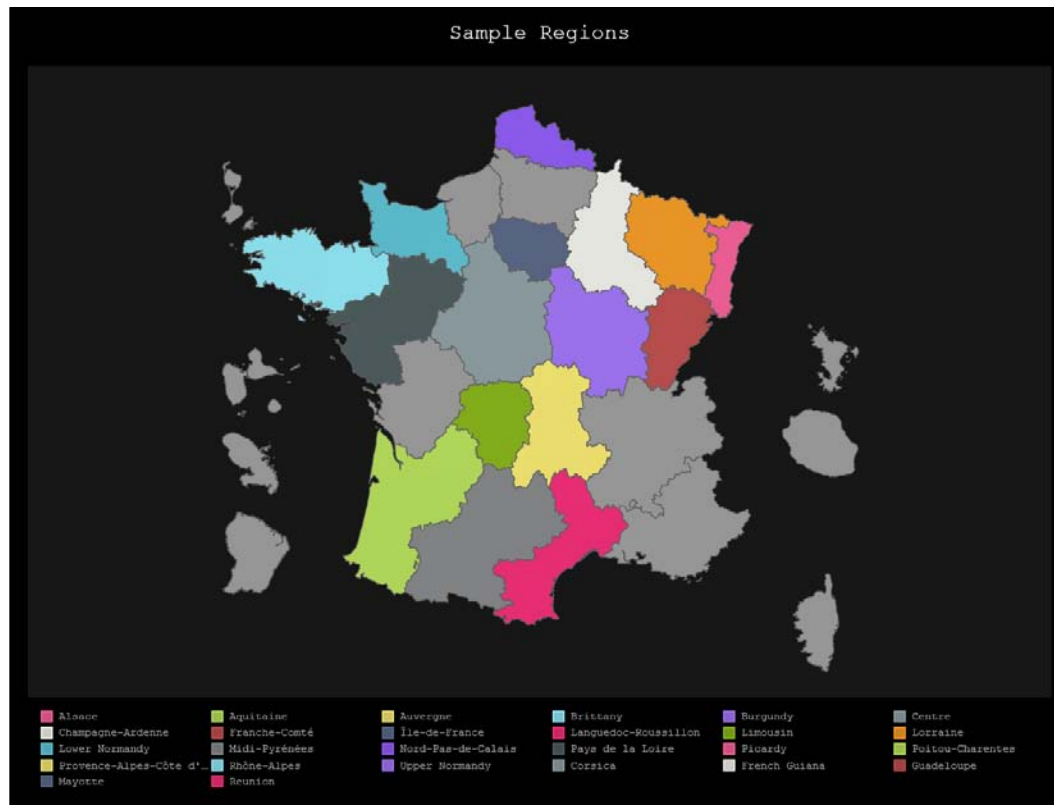 Sample Regions
Alsace Aquitaine Auvergne Brittany Burgundy Centre
Champagne-Ardenne Franche-Comté Île-de-France Languedoc-Roussillon Limousin Lorraine
Lower Normandy Midi-Pyrénées Nord-Pas-de-Calais Pays de la Loire Picardy Poitou-Charentes
Provence-Alpes-Côte d'… Rhône-Alpes Upper Normandy Corsica French Guiana Guadeloupe
Mayotte Reunion